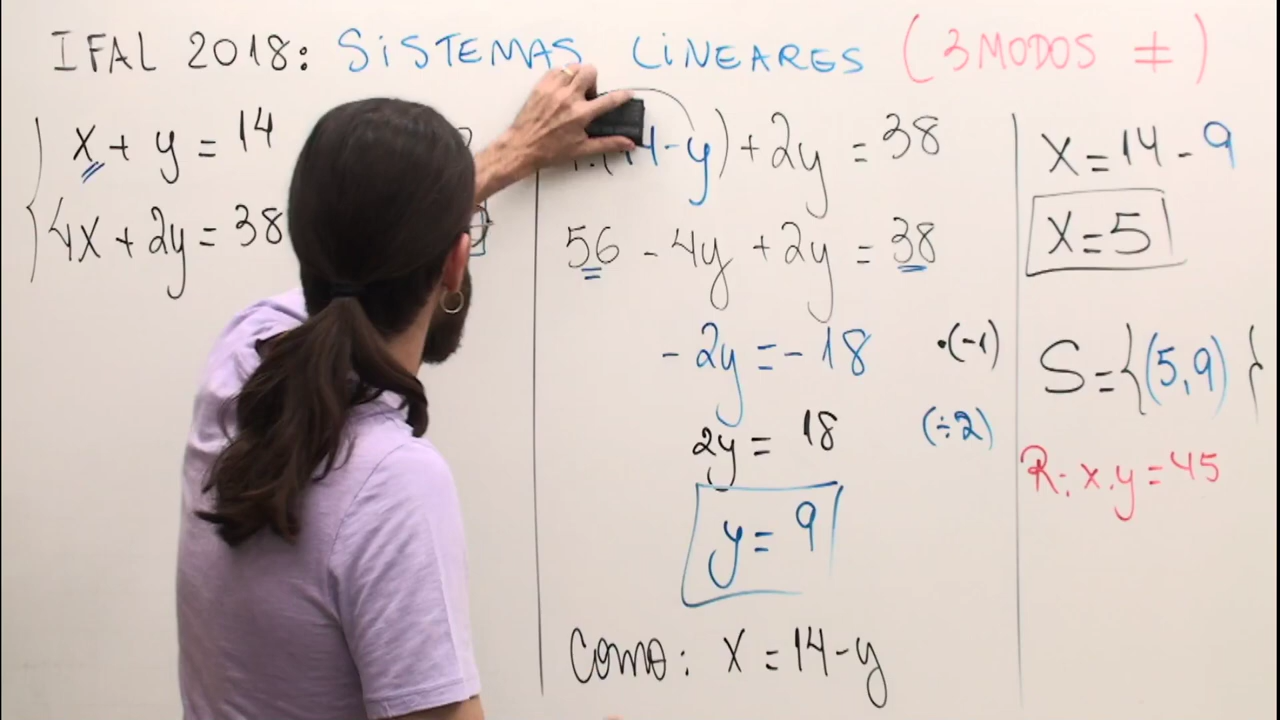 IFAL 2018: SISTEMAS LINEARES (3 MODOS ≠)
x + y = 14
4x + 2y = 38
4-y) + 2y = 38
56 - 4y + 2y = 38
-2y = -18 •(-1)
2y = 18 (÷2)
y = 9
Como: x = 14-y
x = 14 - 9
x = 5
S = {(5,9)}
R: x.y = 45